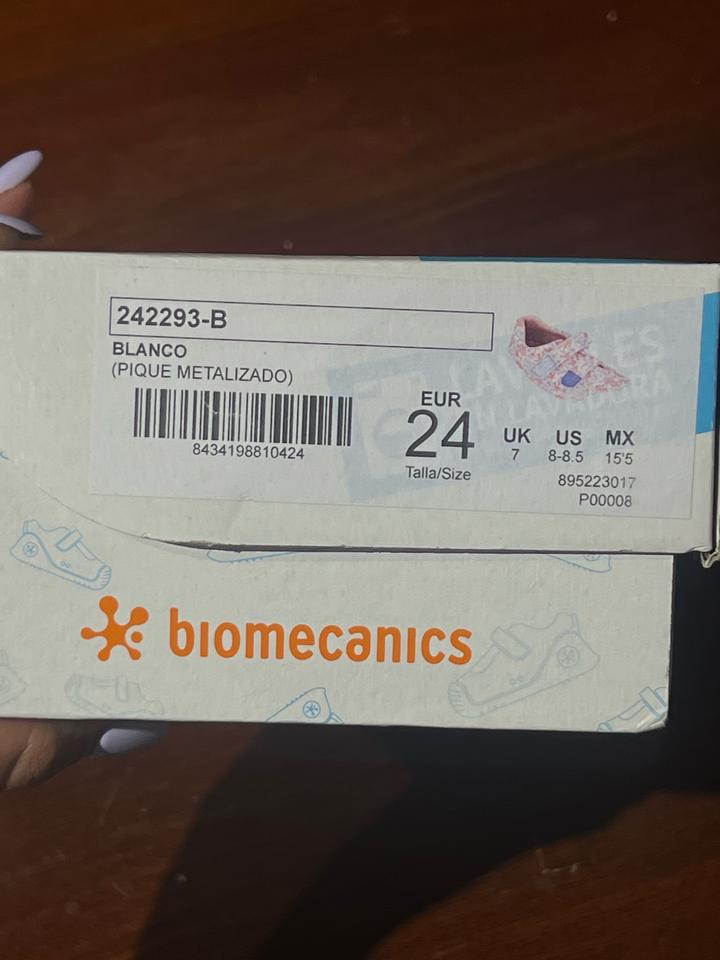 242293-B
BLANCO
(PIQUE METALIZADO)
8434198810424
EUR
24
Talla/Size
UK US MX
7 8-8.5 15'5
895223017
P00008
biomecanics